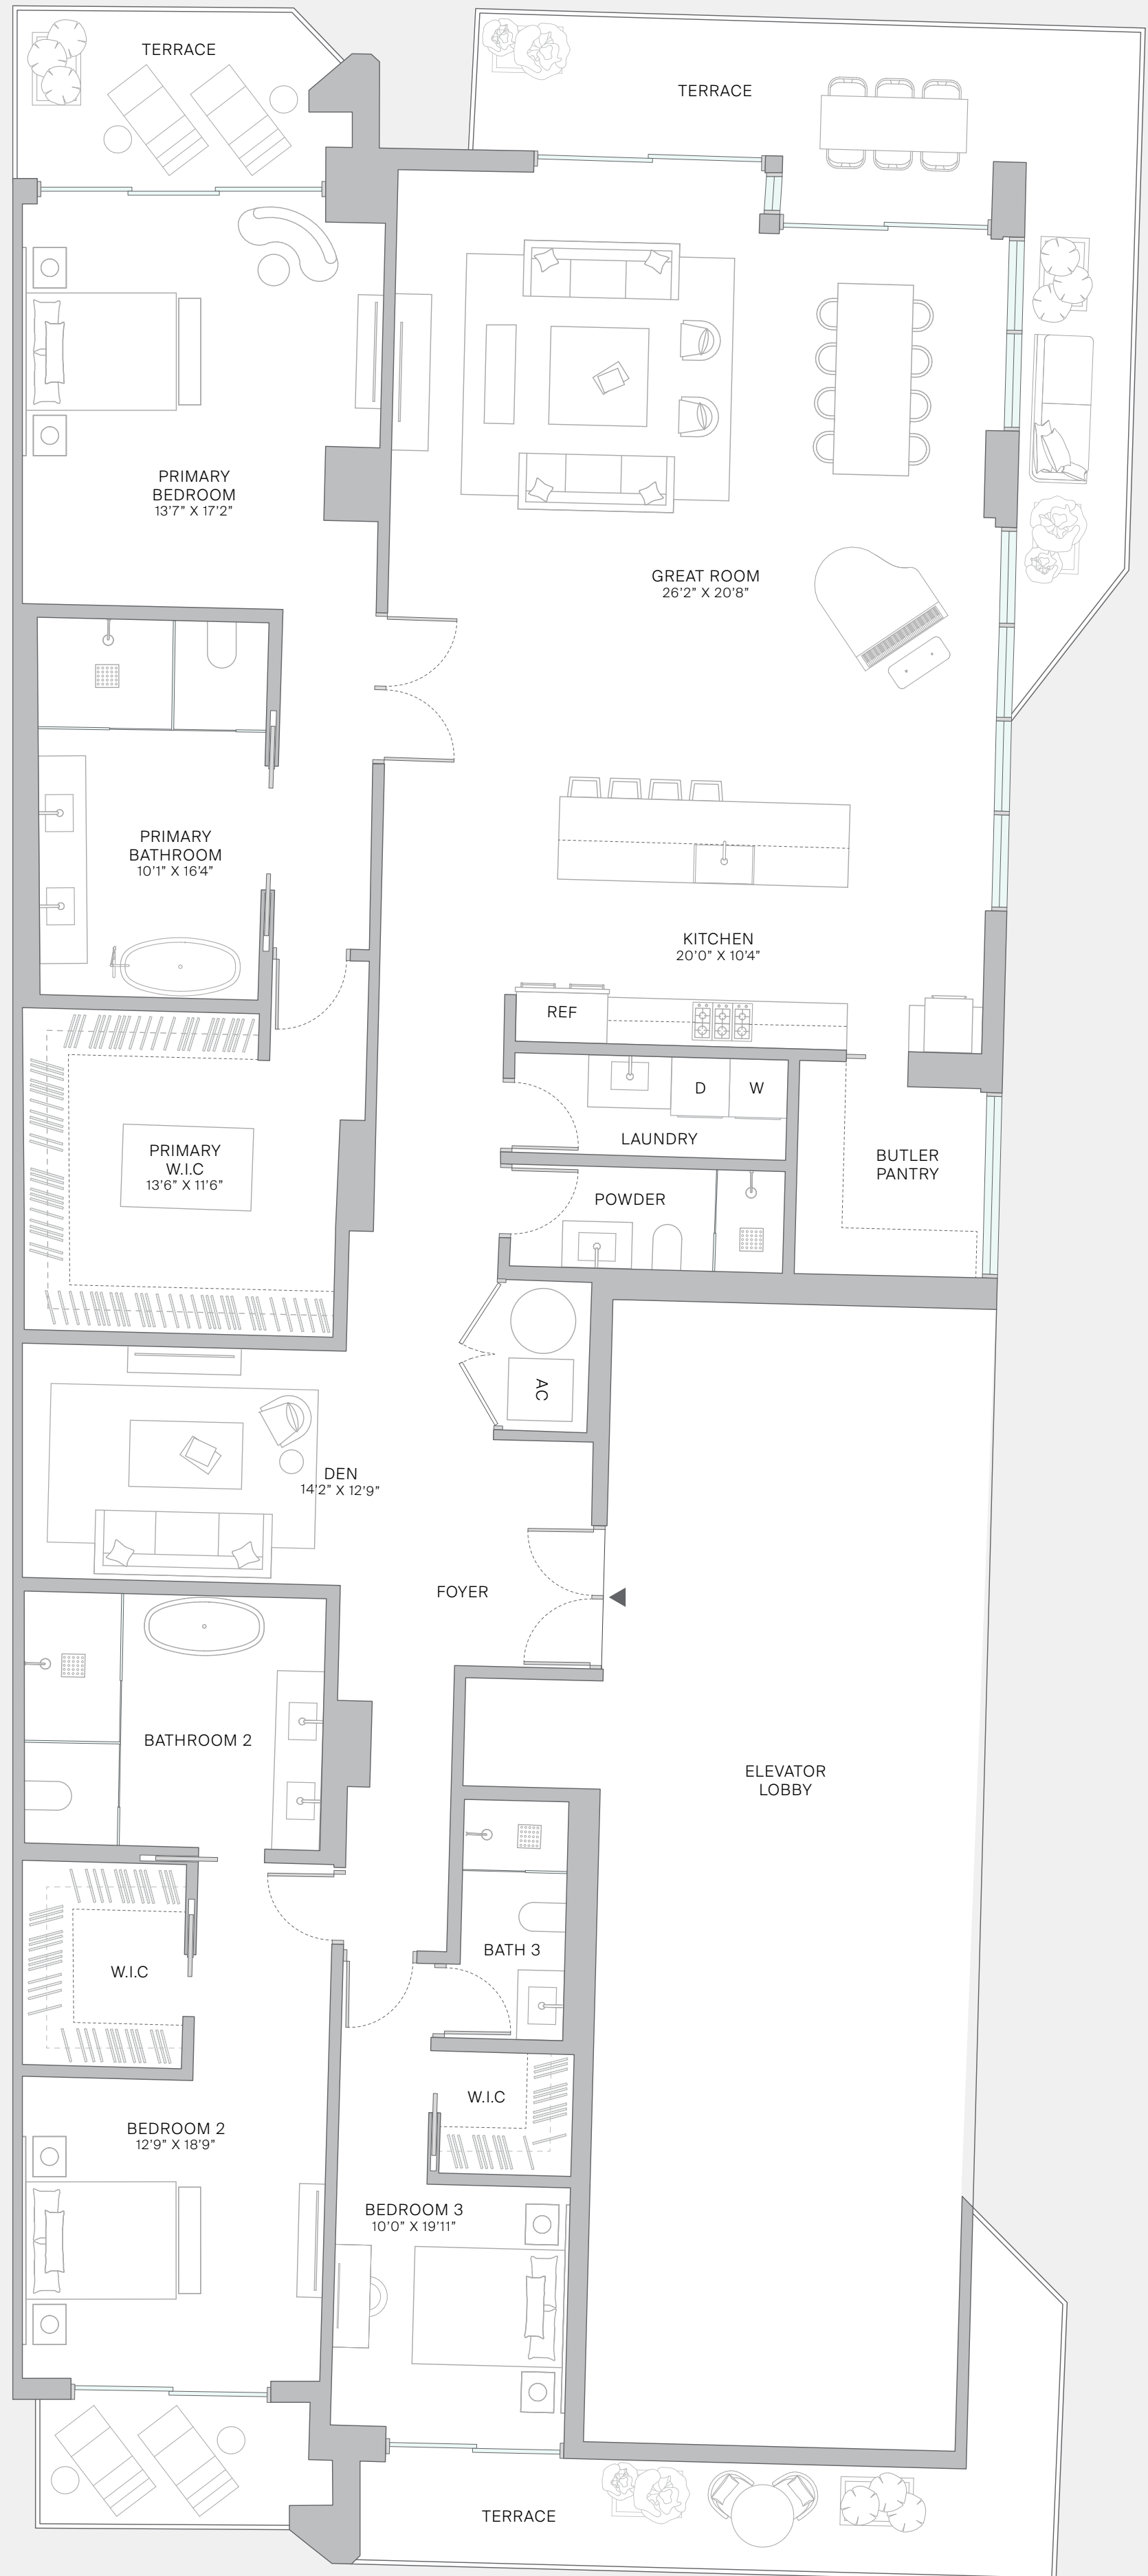 TERRACE
TERRACE
PRIMARY
BEDROOM
13'7" X 17'2"
GREAT ROOM
26'2" X 20'8"
PRIMARY
BATHROOM
10'1" X 16'4"
KITCHEN
20'0" X 10'4"
REF
D
W
LAUNDRY
PRIMARY
W.I.C
13'6" X 11'6"
BUTLER
PANTRY
POWDER
AC
DEN
14'2" X 12'9"
FOYER
BATHROOM 2
ELEVATOR
LOBBY
BATH 3
W.I.C
W.I.C
BEDROOM 2
12'9" X 18'9"
BEDROOM 3
10'0" X 19'11"
TERRACE